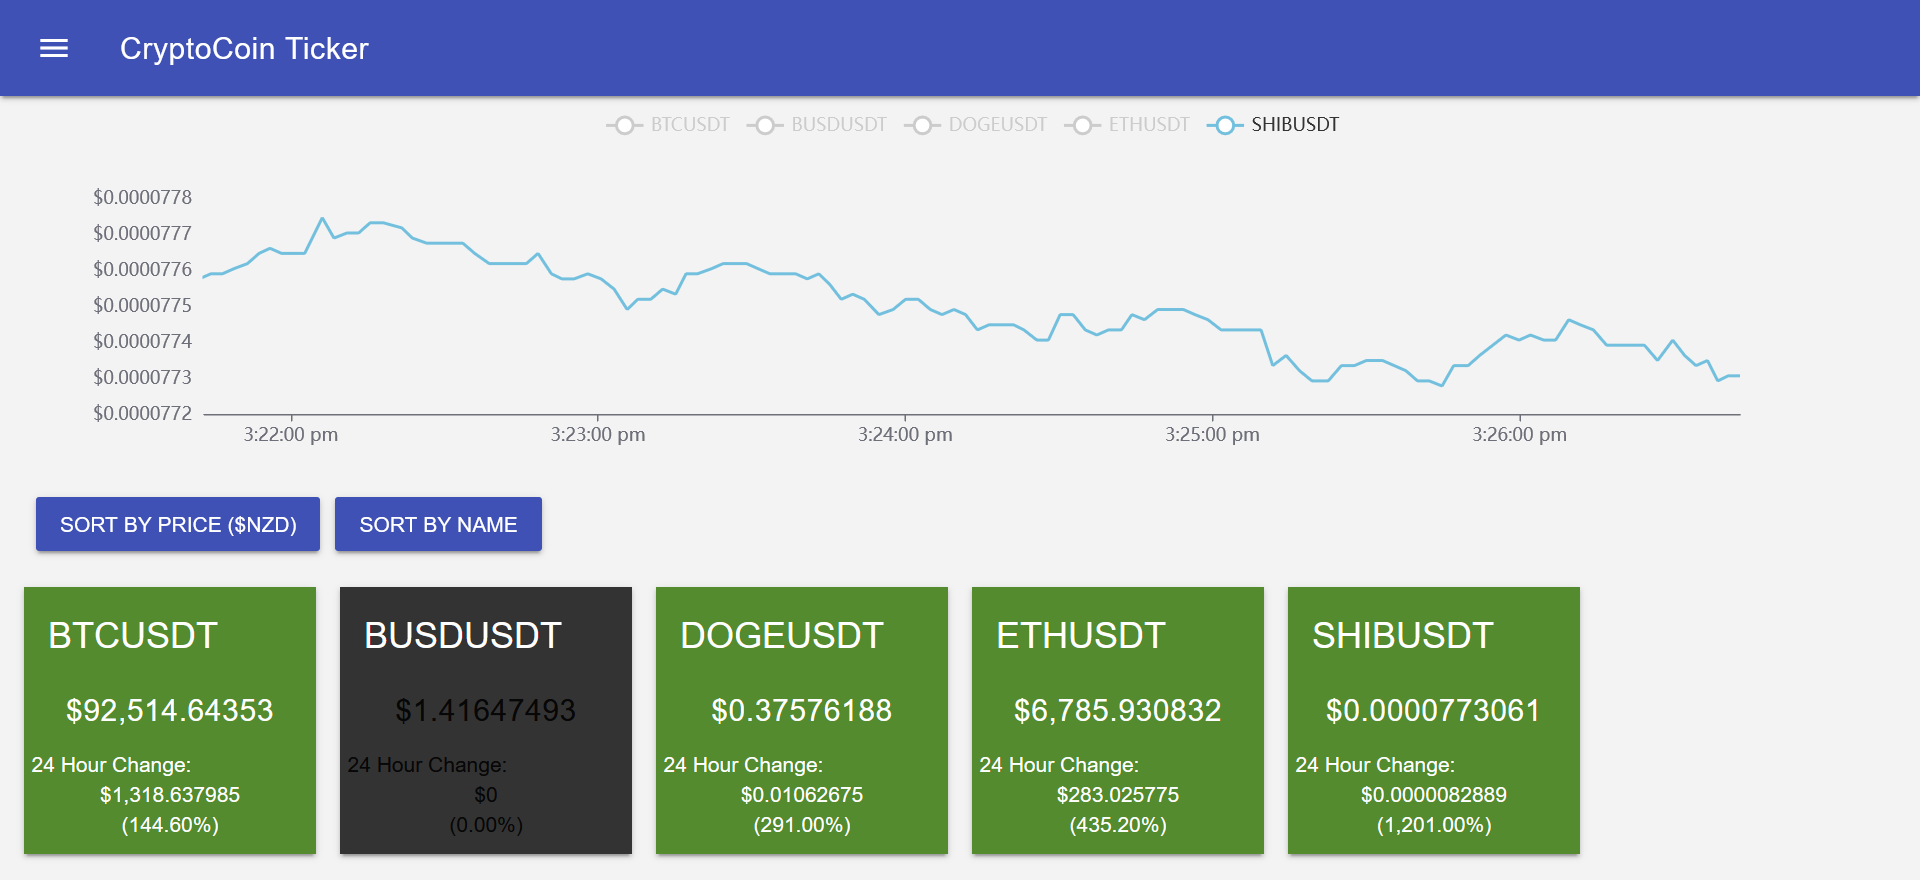 CryptoCoin Ticker
BTCUSDT BUSDUSDT DOGEUSDT ETHUSDT SHIBUSDT
$0.0000778
$0.0000777
$0.0000776
$0.0000775
$0.0000774
$0.0000773
$0.0000772
3:22:00 pm 3:23:00 pm 3:24:00 pm 3:25:00 pm 3:26:00 pm
SORT BY PRICE ($NZD) SORT BY NAME
BTCUSDT
$92,514.64353
24 Hour Change:
$1,318.637985
(144.60%)
BUSDUSDT
$1.41647493
24 Hour Change:
$0
(0.00%)
DOGEUSDT
$0.37576188
24 Hour Change:
$0.01062675
(291.00%)
ETHUSDT
$6,785.930832
24 Hour Change:
$283.025775
(435.20%)
SHIBUSDT
$0.0000773061
24 Hour Change:
$0.0000082889
(1,201.00%)